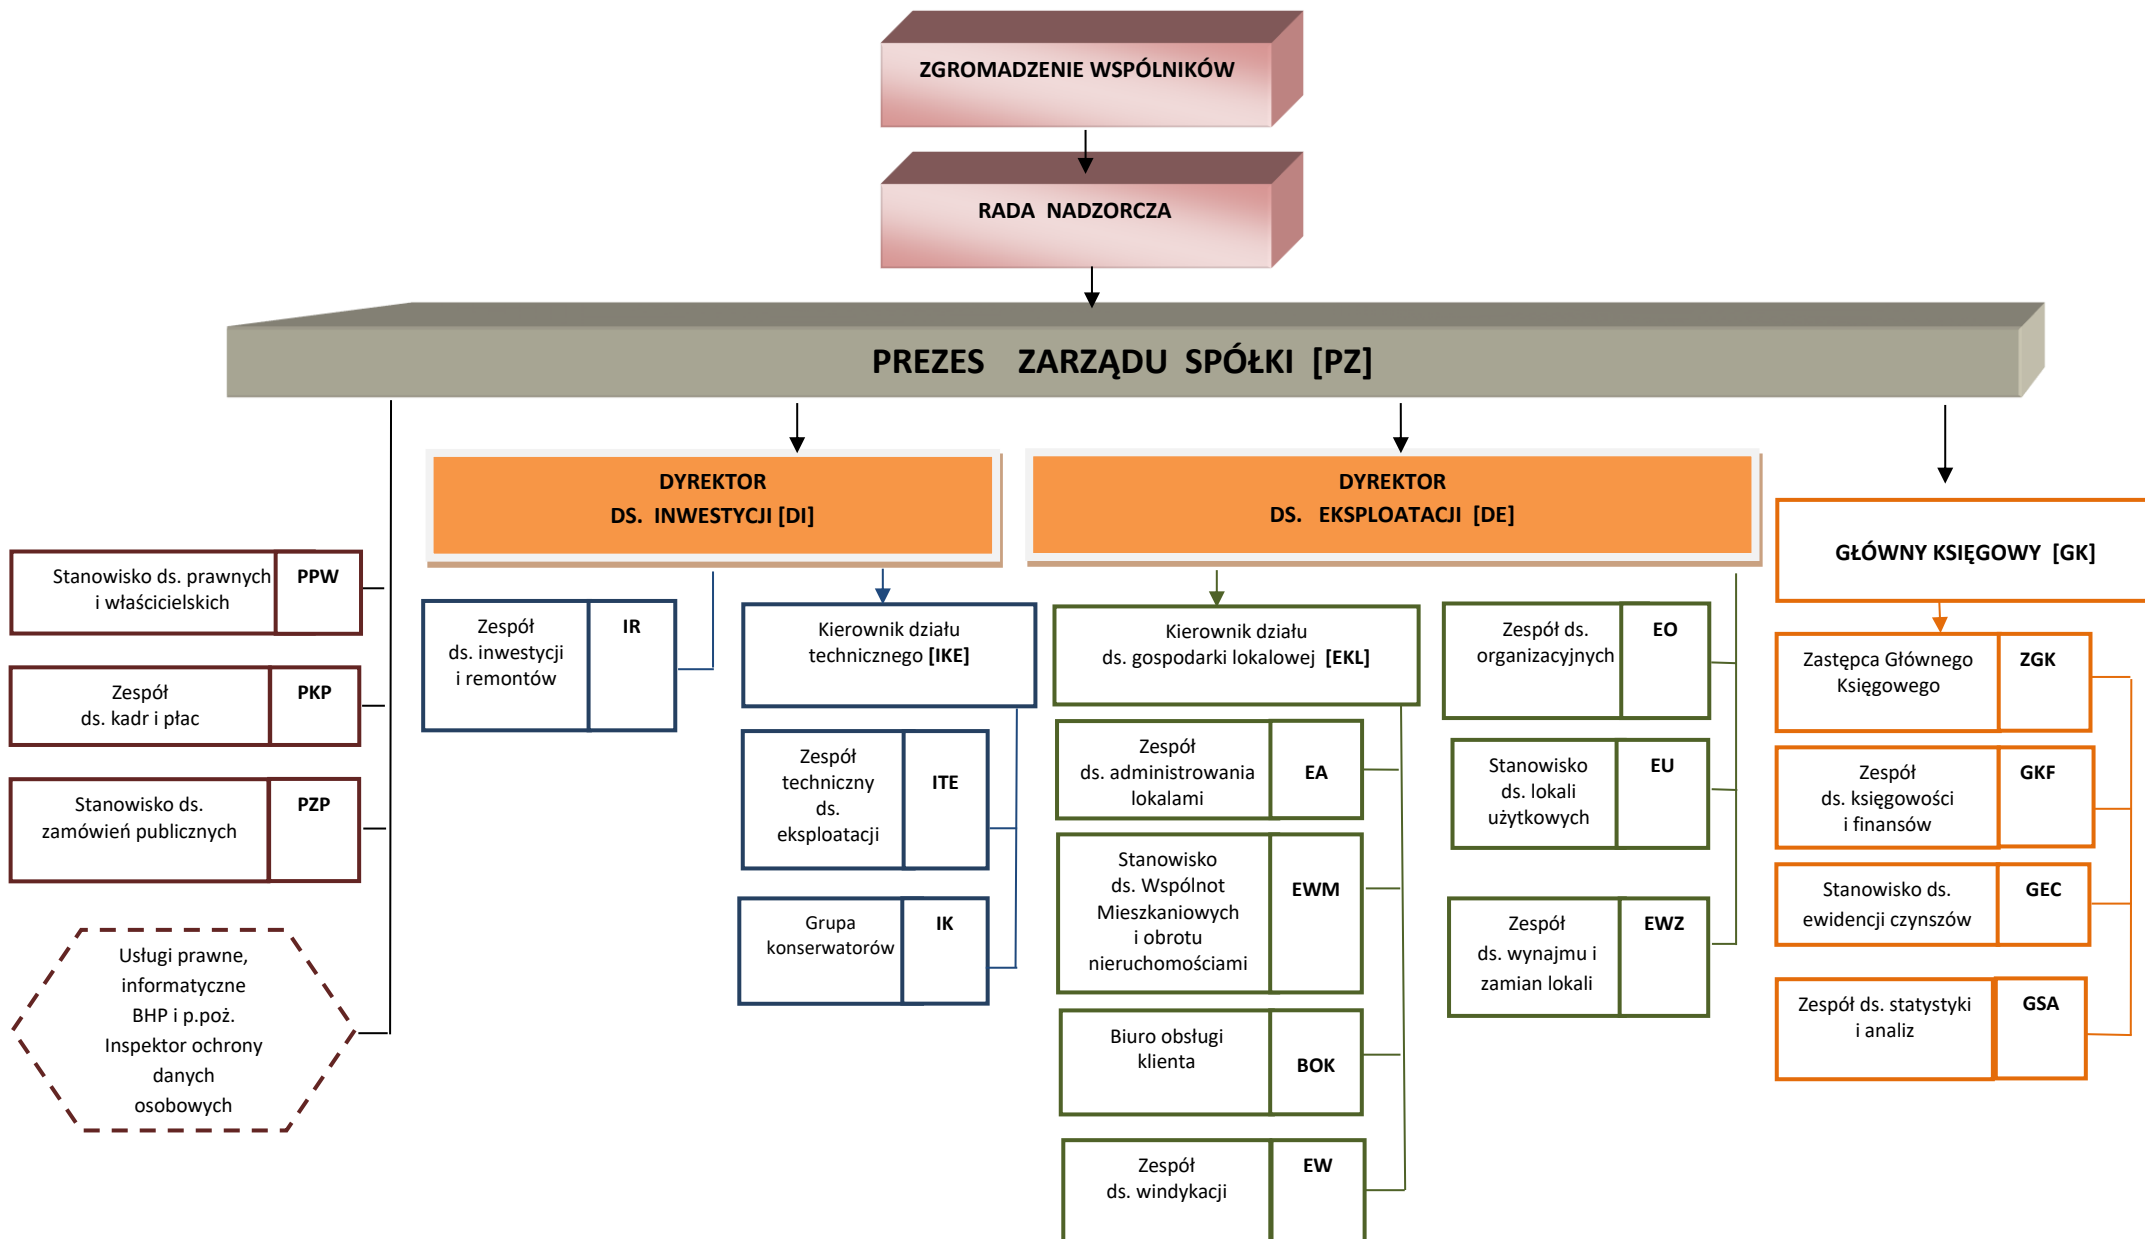 ZGROMADZENIE WSPÓLNIKÓW
RADA NADZORCZA
PREZES ZARZĄDU SPÓŁKI [PZ]
Stanowisko ds. prawnych
i właścicielskich
PPW
Zespół
ds. kadr i płac
PKP
Stanowisko ds.
zamówień publicznych
PZP
Usługi prawne,
informatyczne
BHP i p.poż.
Inspektor ochrony
danych
osobowych
DYREKTOR
DS. INWESTYCJI [DI]
Zespół
ds. inwestycji
i remontów
IR
Kierownik działu
technicznego [IKE]
Zespół
techniczny
ds.
eksploatacji
ITE
Grupa
konserwatorów
IK
DYREKTOR
DS. EKSPLOATACJI [DE]
Kierownik działu
ds. gospodarki lokalowej [EKL]
Zespół
ds. administrowania
lokalami
EA
Stanowisko
ds. Wspólnot
Mieszkaniowych
i obrotu
nieruchomościami
EWM
Biuro obsługi
klienta
BOK
Zespół
ds. windykacji
EW
Zespół ds.
organizacyjnych
EO
Stanowisko
ds. lokali
użytkowych
EU
Zespół
ds. wynajmu i
zamian lokali
EWZ
GŁÓWNY KSIĘGOWY [GK]
Zastępca Głównego
Księgowego
ZGK
Zespół
ds. księgowości
i finansów
GKF
Stanowisko ds.
ewidencji czynszów
GEC
Zespół ds. statystyki
i analiz
GSA